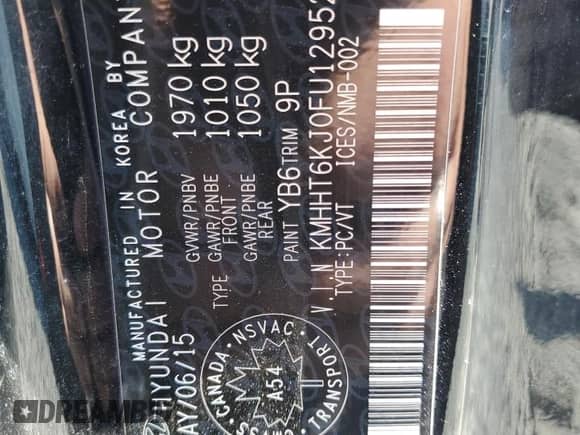 MANUFACTURED IN KOREA BY
HYUNDAI MOTOR COMPANY
/06/15
GVWR/PNBV 1970 kg
TYPE GAWR/PNBE FRONT 1010 kg
GAWR/PNBE REAR 1050 kg
PAINT YB6 TRIM 9P
V.I.N KMHHT6KJ0FU12952
TYPE:PC/VT ICES/NMB-002
CANADA NSVAC
A54
TRANSPORT